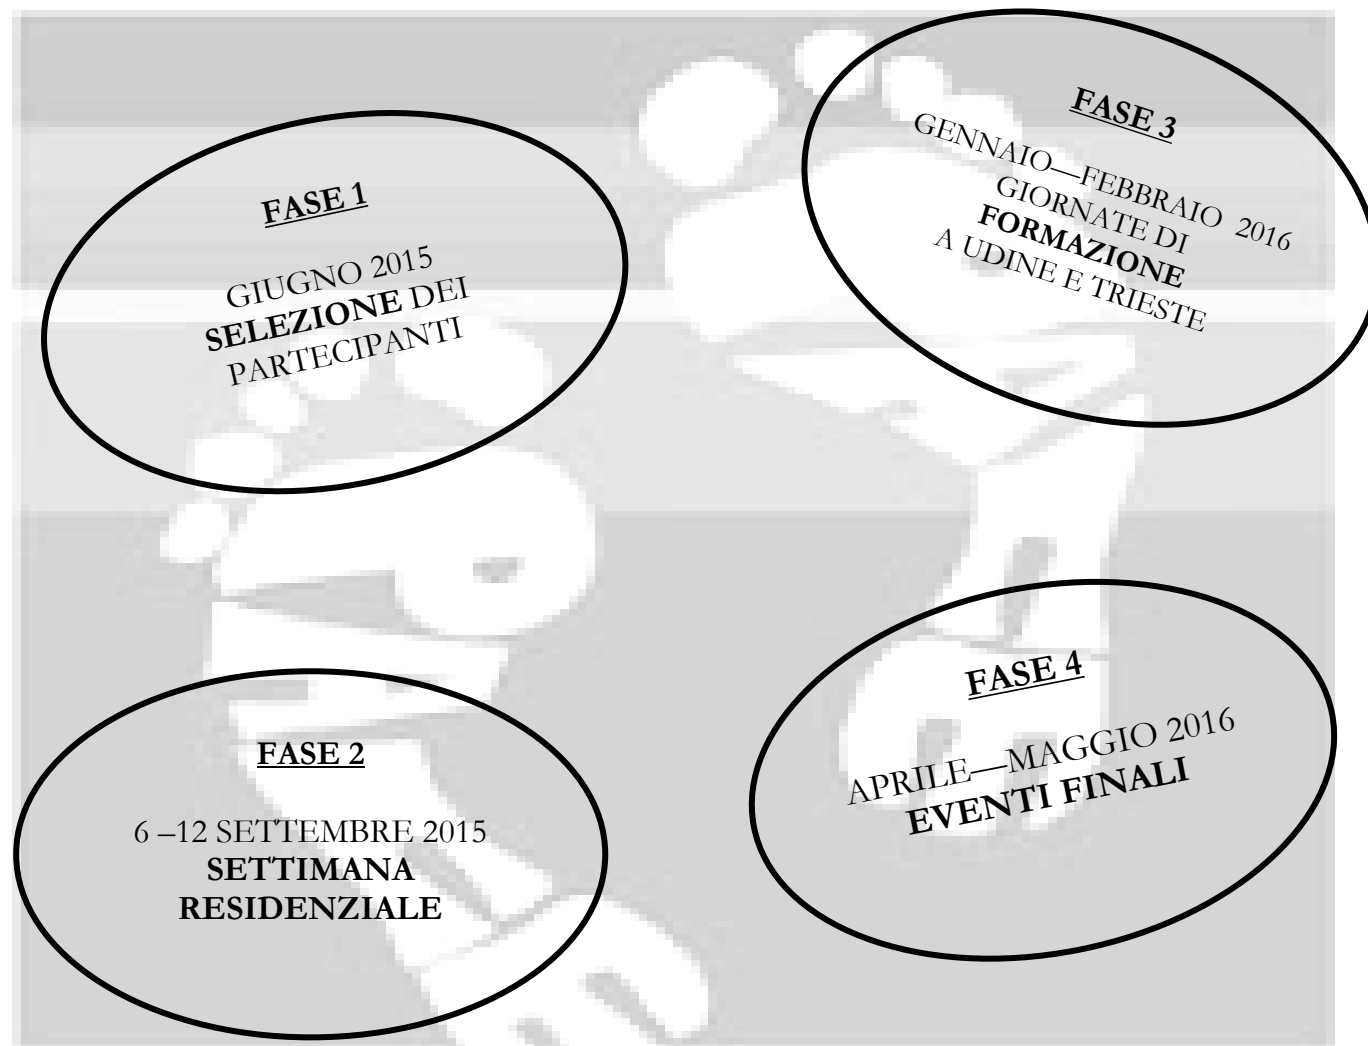 FASE 1
GIUGNO 2015
SELEZIONE DEI
PARTECIPANTI
FASE 2
6 –12 SETTEMBRE 2015
SETTIMANA
RESIDENZIALE
FASE 3
GENNAIO—FEBBRAIO 2016
GIORNATE DI
FORMAZIONE
A UDINE E TRIESTE
FASE 4
APRILE—MAGGIO 2016
EVENTI FINALI